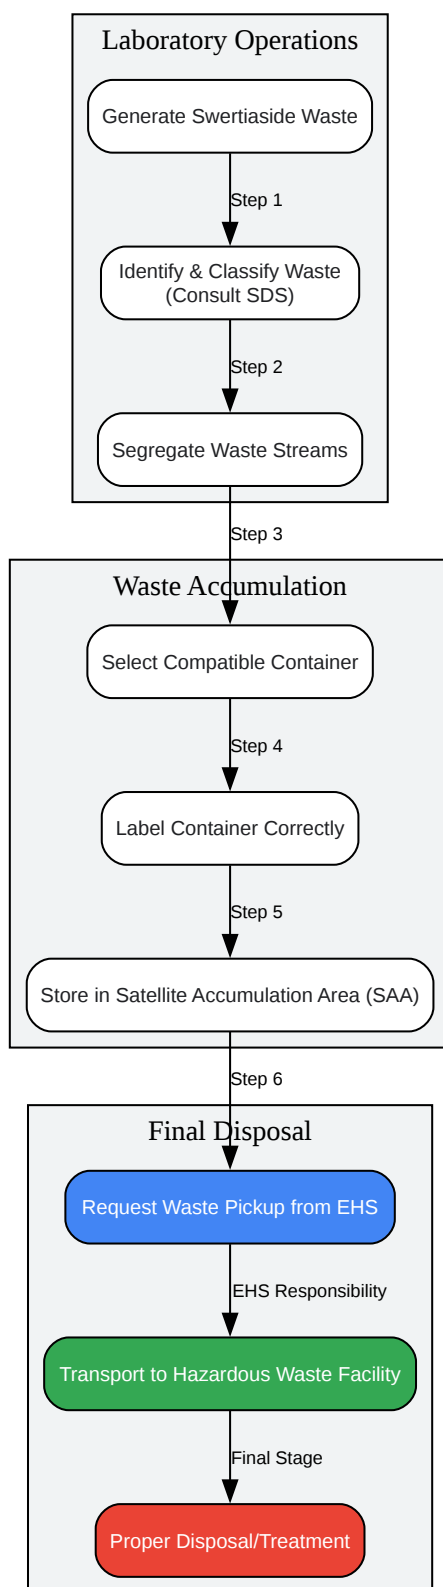 Laboratory Operations
Generate Swertiaside Waste
Step 1
Identify & Classify Waste
(Consult SDS)
Step 2
Segregate Waste Streams
Step 3
Waste Accumulation
Select Compatible Container
Step 4
Label Container Correctly
Step 5
Store in Satellite Accumulation Area (SAA)
Step 6
Final Disposal
Request Waste Pickup from EHS
EHS Responsibility
Transport to Hazardous Waste Facility
Final Stage
Proper Disposal/Treatment